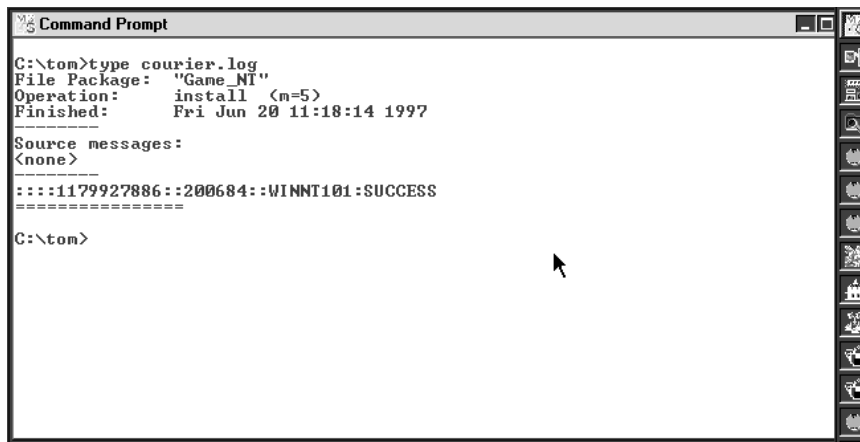 Command Prompt
C:\tom>type courier.log
File Package:  "Game_NT"
Operation:     install  (m=5)
Finished:      Fri Jun 20 11:18:14 1997
--------
Source messages:
<none>
--------
::::1179927886::200684::WINNT101:SUCCESS
================
C:\tom>